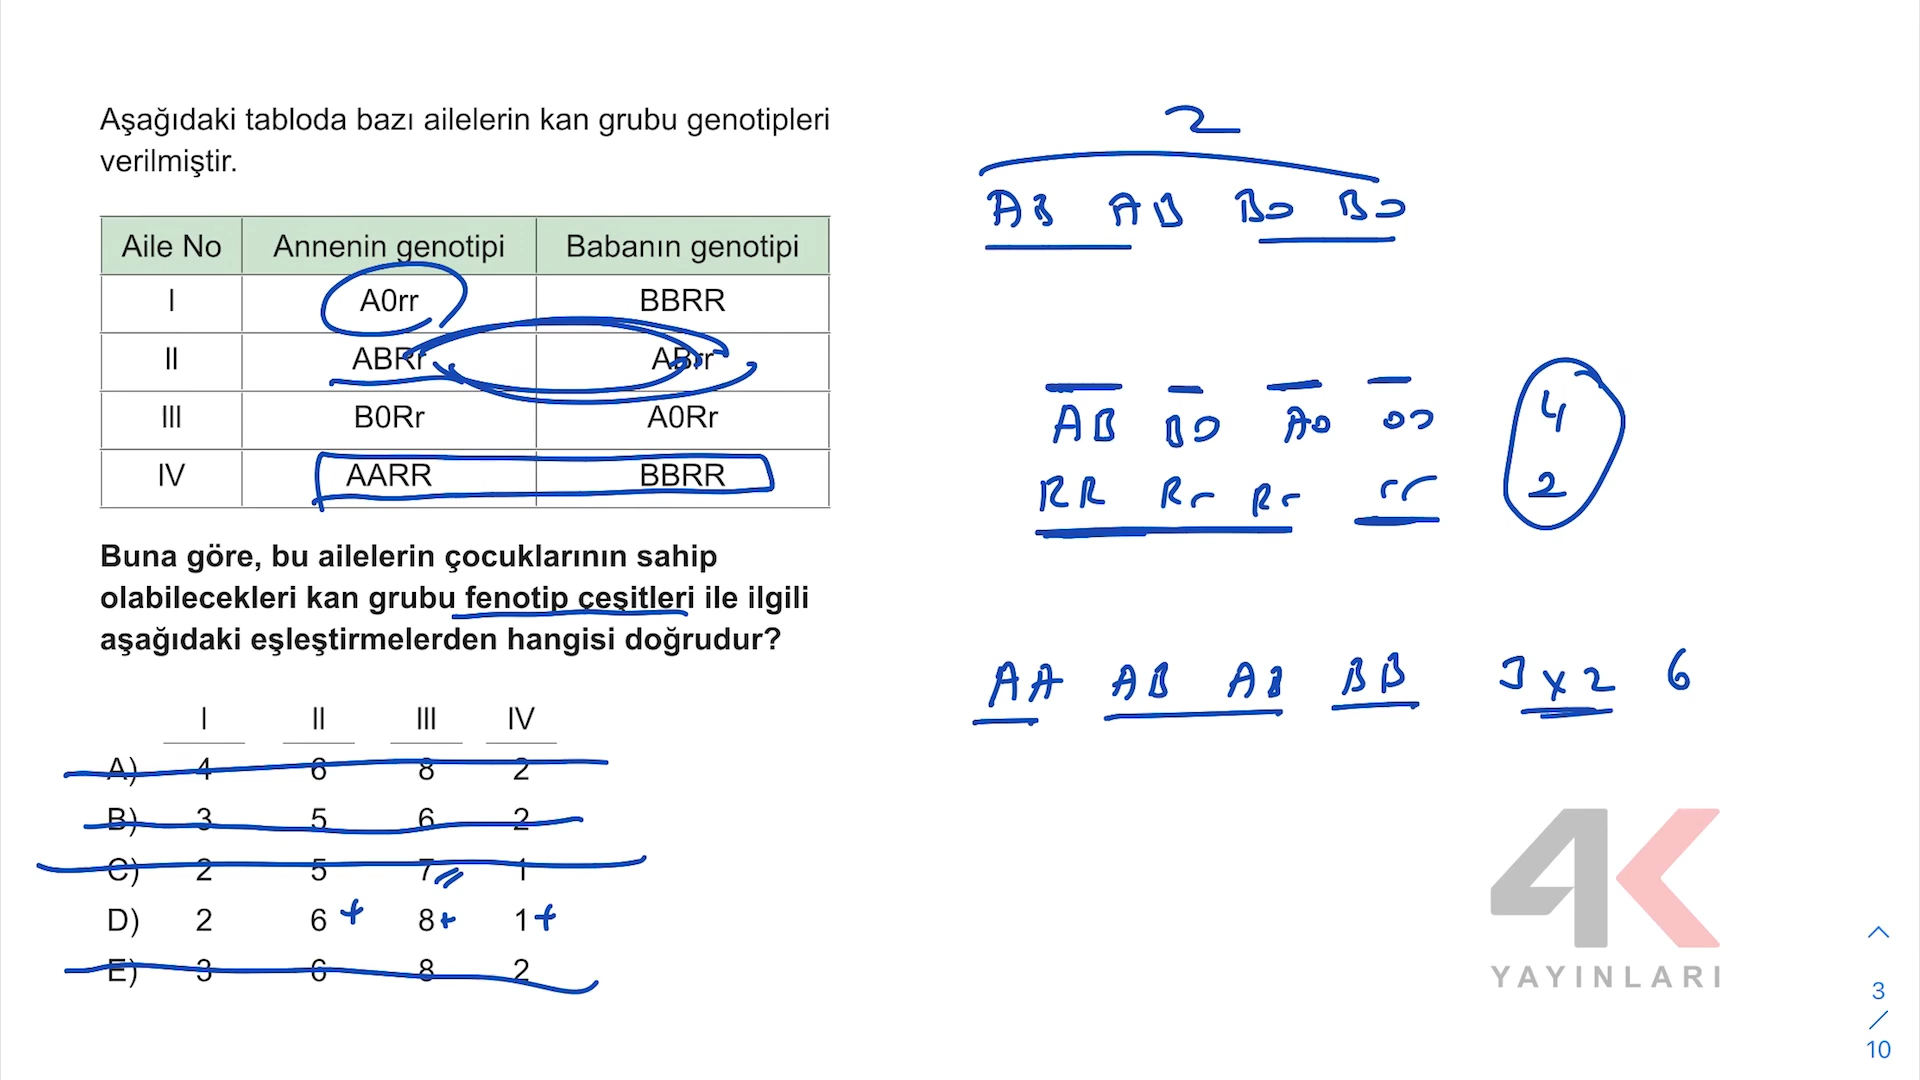 Aşağıdaki tabloda bazı ailelerin kan grubu genotipleri
verilmiştir.
Aile No Annenin genotipi Babanın genotipi
I A0rr BBRR
II ABRr ABrr
III B0Rr A0Rr
IV AARR BBRR
Buna göre, bu ailelerin çocuklarının sahip
olabilecekleri kan grubu fenotip çeşitleri ile ilgili
aşağıdaki eşleştirmelerden hangisi doğrudur?
I II III IV
A) 4 6 8 2
B) 3 5 6 2
C) 2 5 7 1
D) 2 6 + 8 + 1 +
E) 3 6 8 2
2
AB AB B0 B0
AB B0 A0 00 4
RR Rr Rr rr 2
AA AB AB BB 3 x 2 6
4K
YAYINLARI
3
/
10